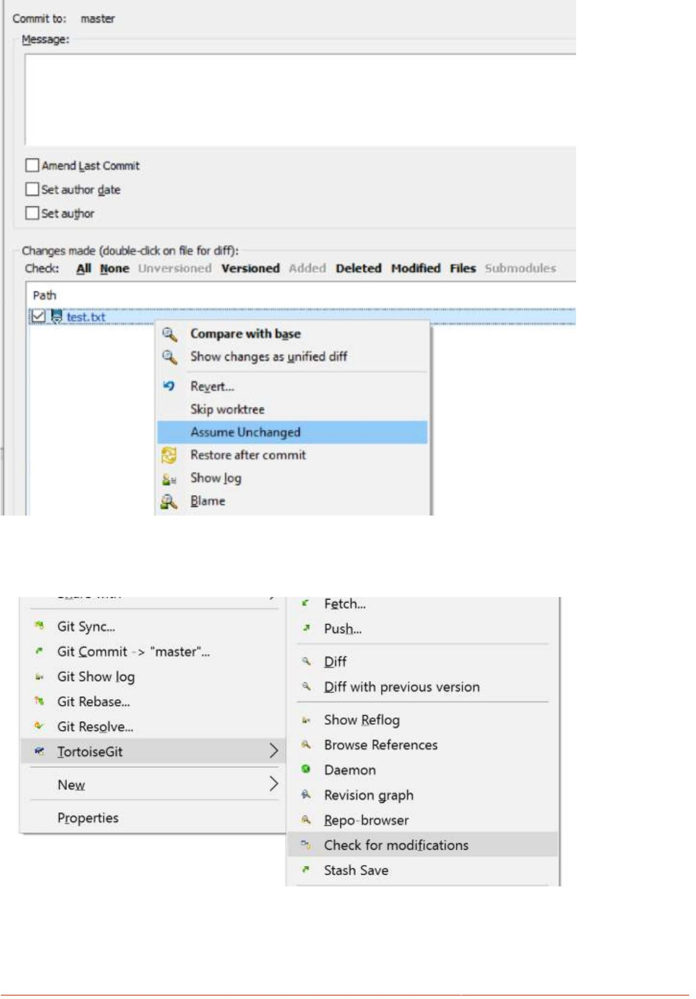 Commit to: master
Message:
Amend Last Commit
Set author date
Set author
Changes made (double-click on file for diff):
Check: All None Unversioned Versioned Added Deleted Modified Files Submodules
Path
test.txt
Compare with base
Show changes as unified diff
Revert...
Skip worktree
Assume Unchanged
Restore after commit
Show log
Blame
Git Sync...
Git Commit -> "master"...
Git Show log
Git Rebase...
Git Resolve...
TortoiseGit
New
Properties
Fetch...
Push...
Diff
Diff with previous version
Show Reflog
Browse References
Daemon
Revision graph
Repo-browser
Check for modifications
Stash Save